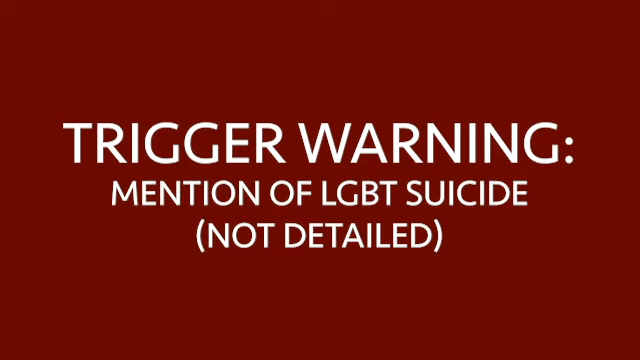 TRIGGER WARNING:
MENTION OF LGBT SUICIDE
(NOT DETAILED)